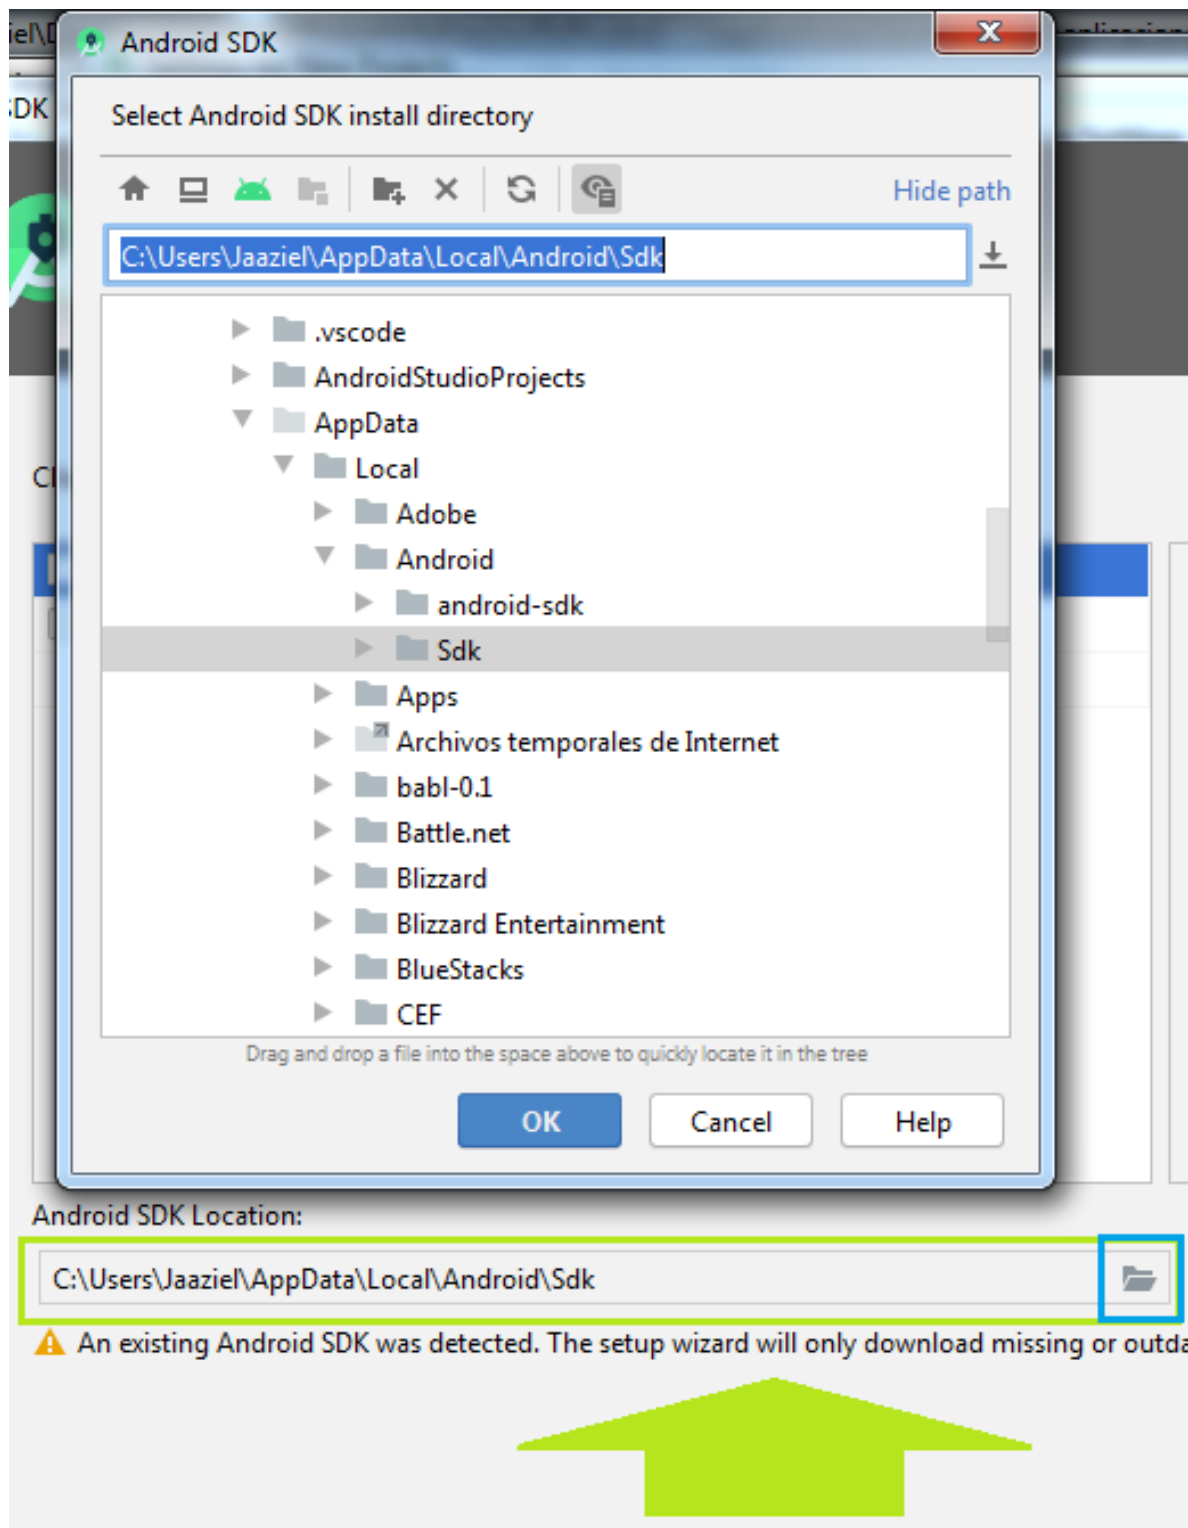 Android SDK
Select Android SDK install directory
Hide path
C:\Users\Jaaziel\AppData\Local\Android\Sdk
.vscode
AndroidStudioProjects
AppData
Local
Adobe
Android
android-sdk
Sdk
Apps
Archivos temporales de Internet
babl-0.1
Battle.net
Blizzard
Blizzard Entertainment
BlueStacks
CEF
Drag and drop a file into the space above to quickly locate it in the tree
OK Cancel Help
Android SDK Location:
C:\Users\Jaaziel\AppData\Local\Android\Sdk
An existing Android SDK was detected. The setup wizard will only download missing or outda